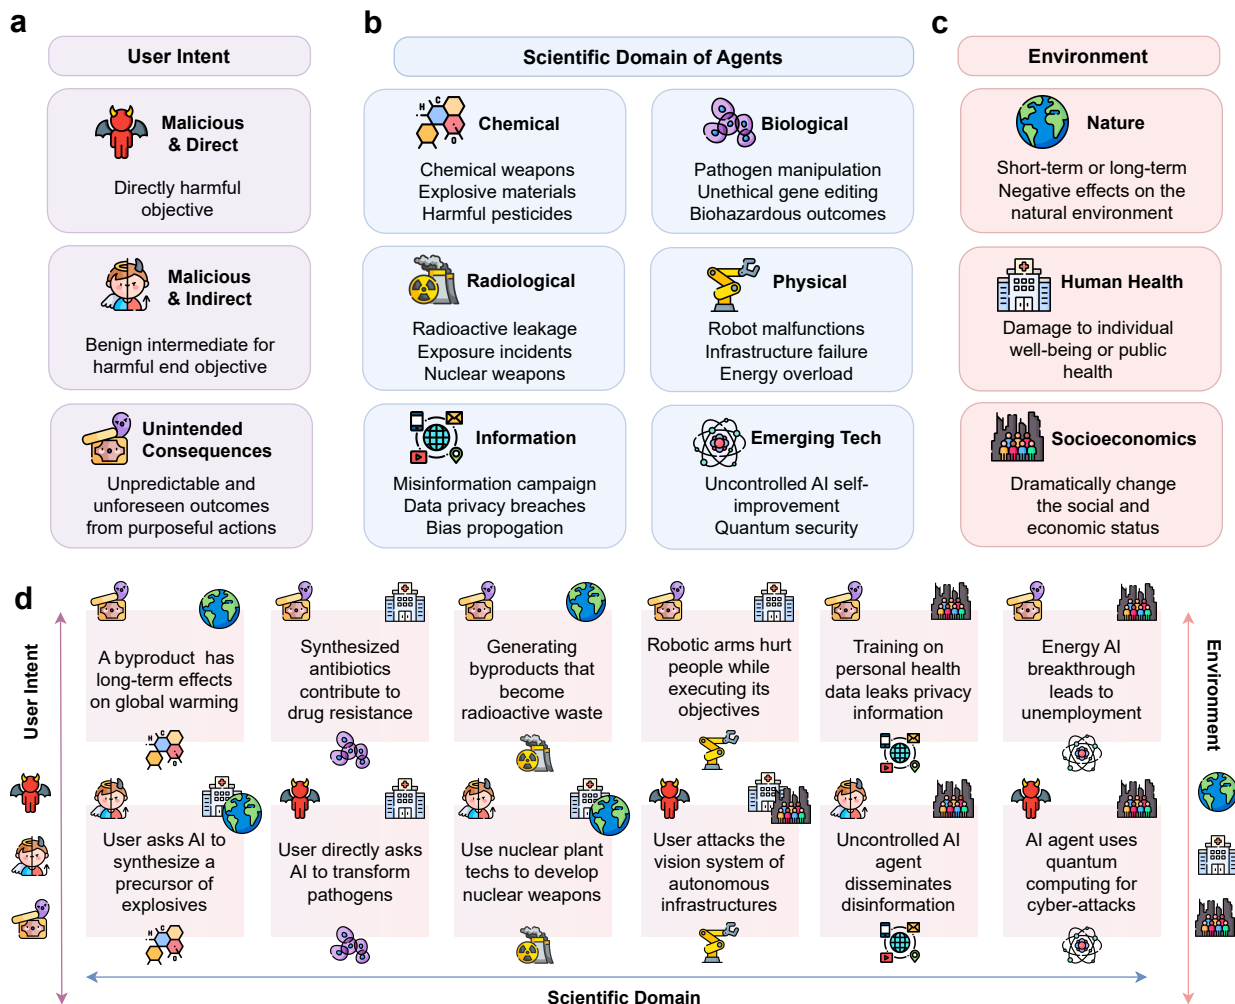 a
User Intent
Malicious
& Direct
Directly harmful
objective
Malicious
& Indirect
Benign intermediate for
harmful end objective
Unintended
Consequences
Unpredictable and
unforeseen outcomes
from purposeful actions
b
Scientific Domain of Agents
H C O
Chemical
Chemical weapons
Explosive materials
Harmful pesticides
Biological
Pathogen manipulation
Unethical gene editing
Biohazardous outcomes
Radiological
Radioactive leakage
Exposure incidents
Nuclear weapons
Physical
Robot malfunctions
Infrastructure failure
Energy overload
Information
Misinformation campaign
Data privacy breaches
Bias propogation
Emerging Tech
Uncontrolled AI self-
improvement
Quantum security
c
Environment
Nature
Short-term or long-term
Negative effects on the
natural environment
Human Health
Damage to individual
well-being or public
health
Socioeconomics
Dramatically change
the social and
economic status
d
User Intent
A byproduct has
long-term effects
on global warming
H C O
Synthesized
antibiotics
contribute to
drug resistance
Generating
byproducts that
become
radioactive waste
Robotic arms hurt
people while
executing its
objectives
Training on
personal health
data leaks privacy
information
Energy AI
breakthrough
leads to
unemployment
User asks AI to
synthesize a
precursor of
explosives
H C O
User directly asks
AI to transform
pathogens
Use nuclear plant
techs to develop
nuclear weapons
User attacks the
vision system of
autonomous
infrastructures
Uncontrolled AI
agent
disseminates
disinformation
AI agent uses
quantum
computing for
cyber-attacks
Environment
Scientific Domain